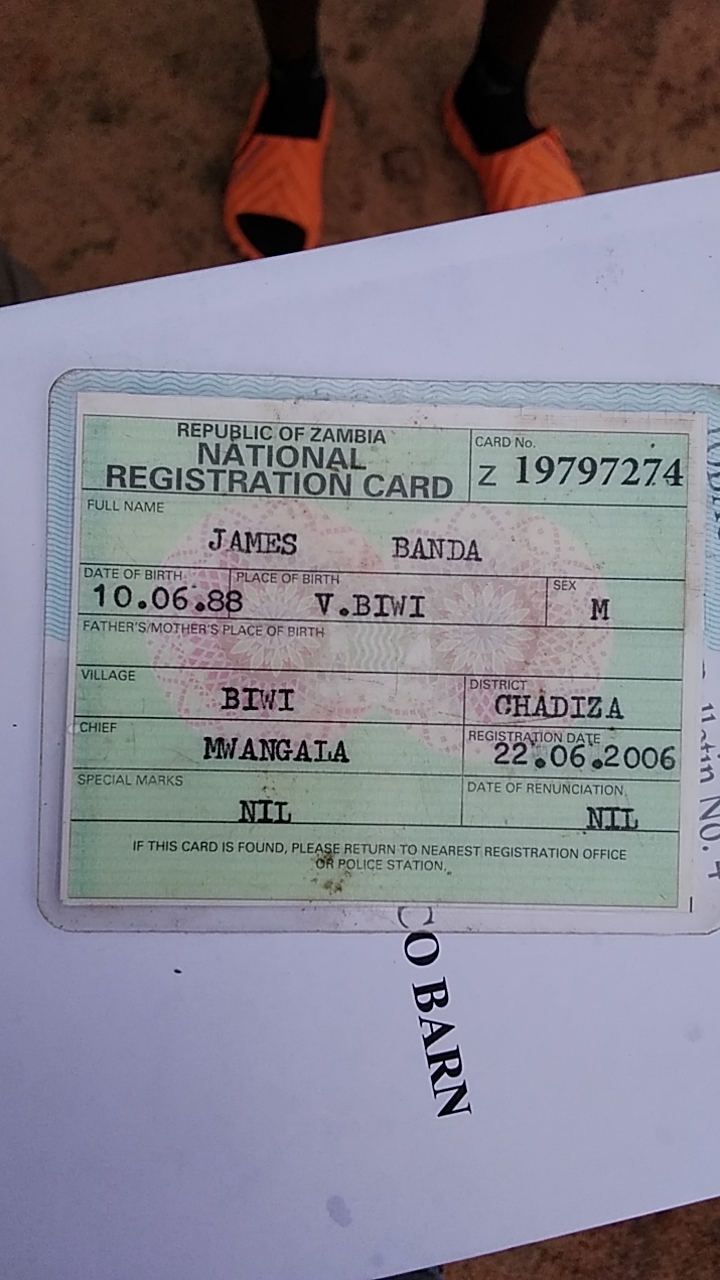 REPUBLIC OF ZAMBIA
NATIONAL
REGISTRATION CARD
CARD No.
Z 19797274
FULL NAME
JAMES BANDA
DATE OF BIRTH
10.06.88
PLACE OF BIRTH
V.BIWI
SEX
M
FATHER'S/MOTHER'S PLACE OF BIRTH
VILLAGE
BIWI
DISTRICT
CHADIZA
CHIEF
MWANGALA
REGISTRATION DATE
22.06.2006
SPECIAL MARKS
NIL
DATE OF RENUNCIATION
NIL
IF THIS CARD IS FOUND, PLEASE RETURN TO NEAREST REGISTRATION OFFICE
OR POLICE STATION.
CO BARN